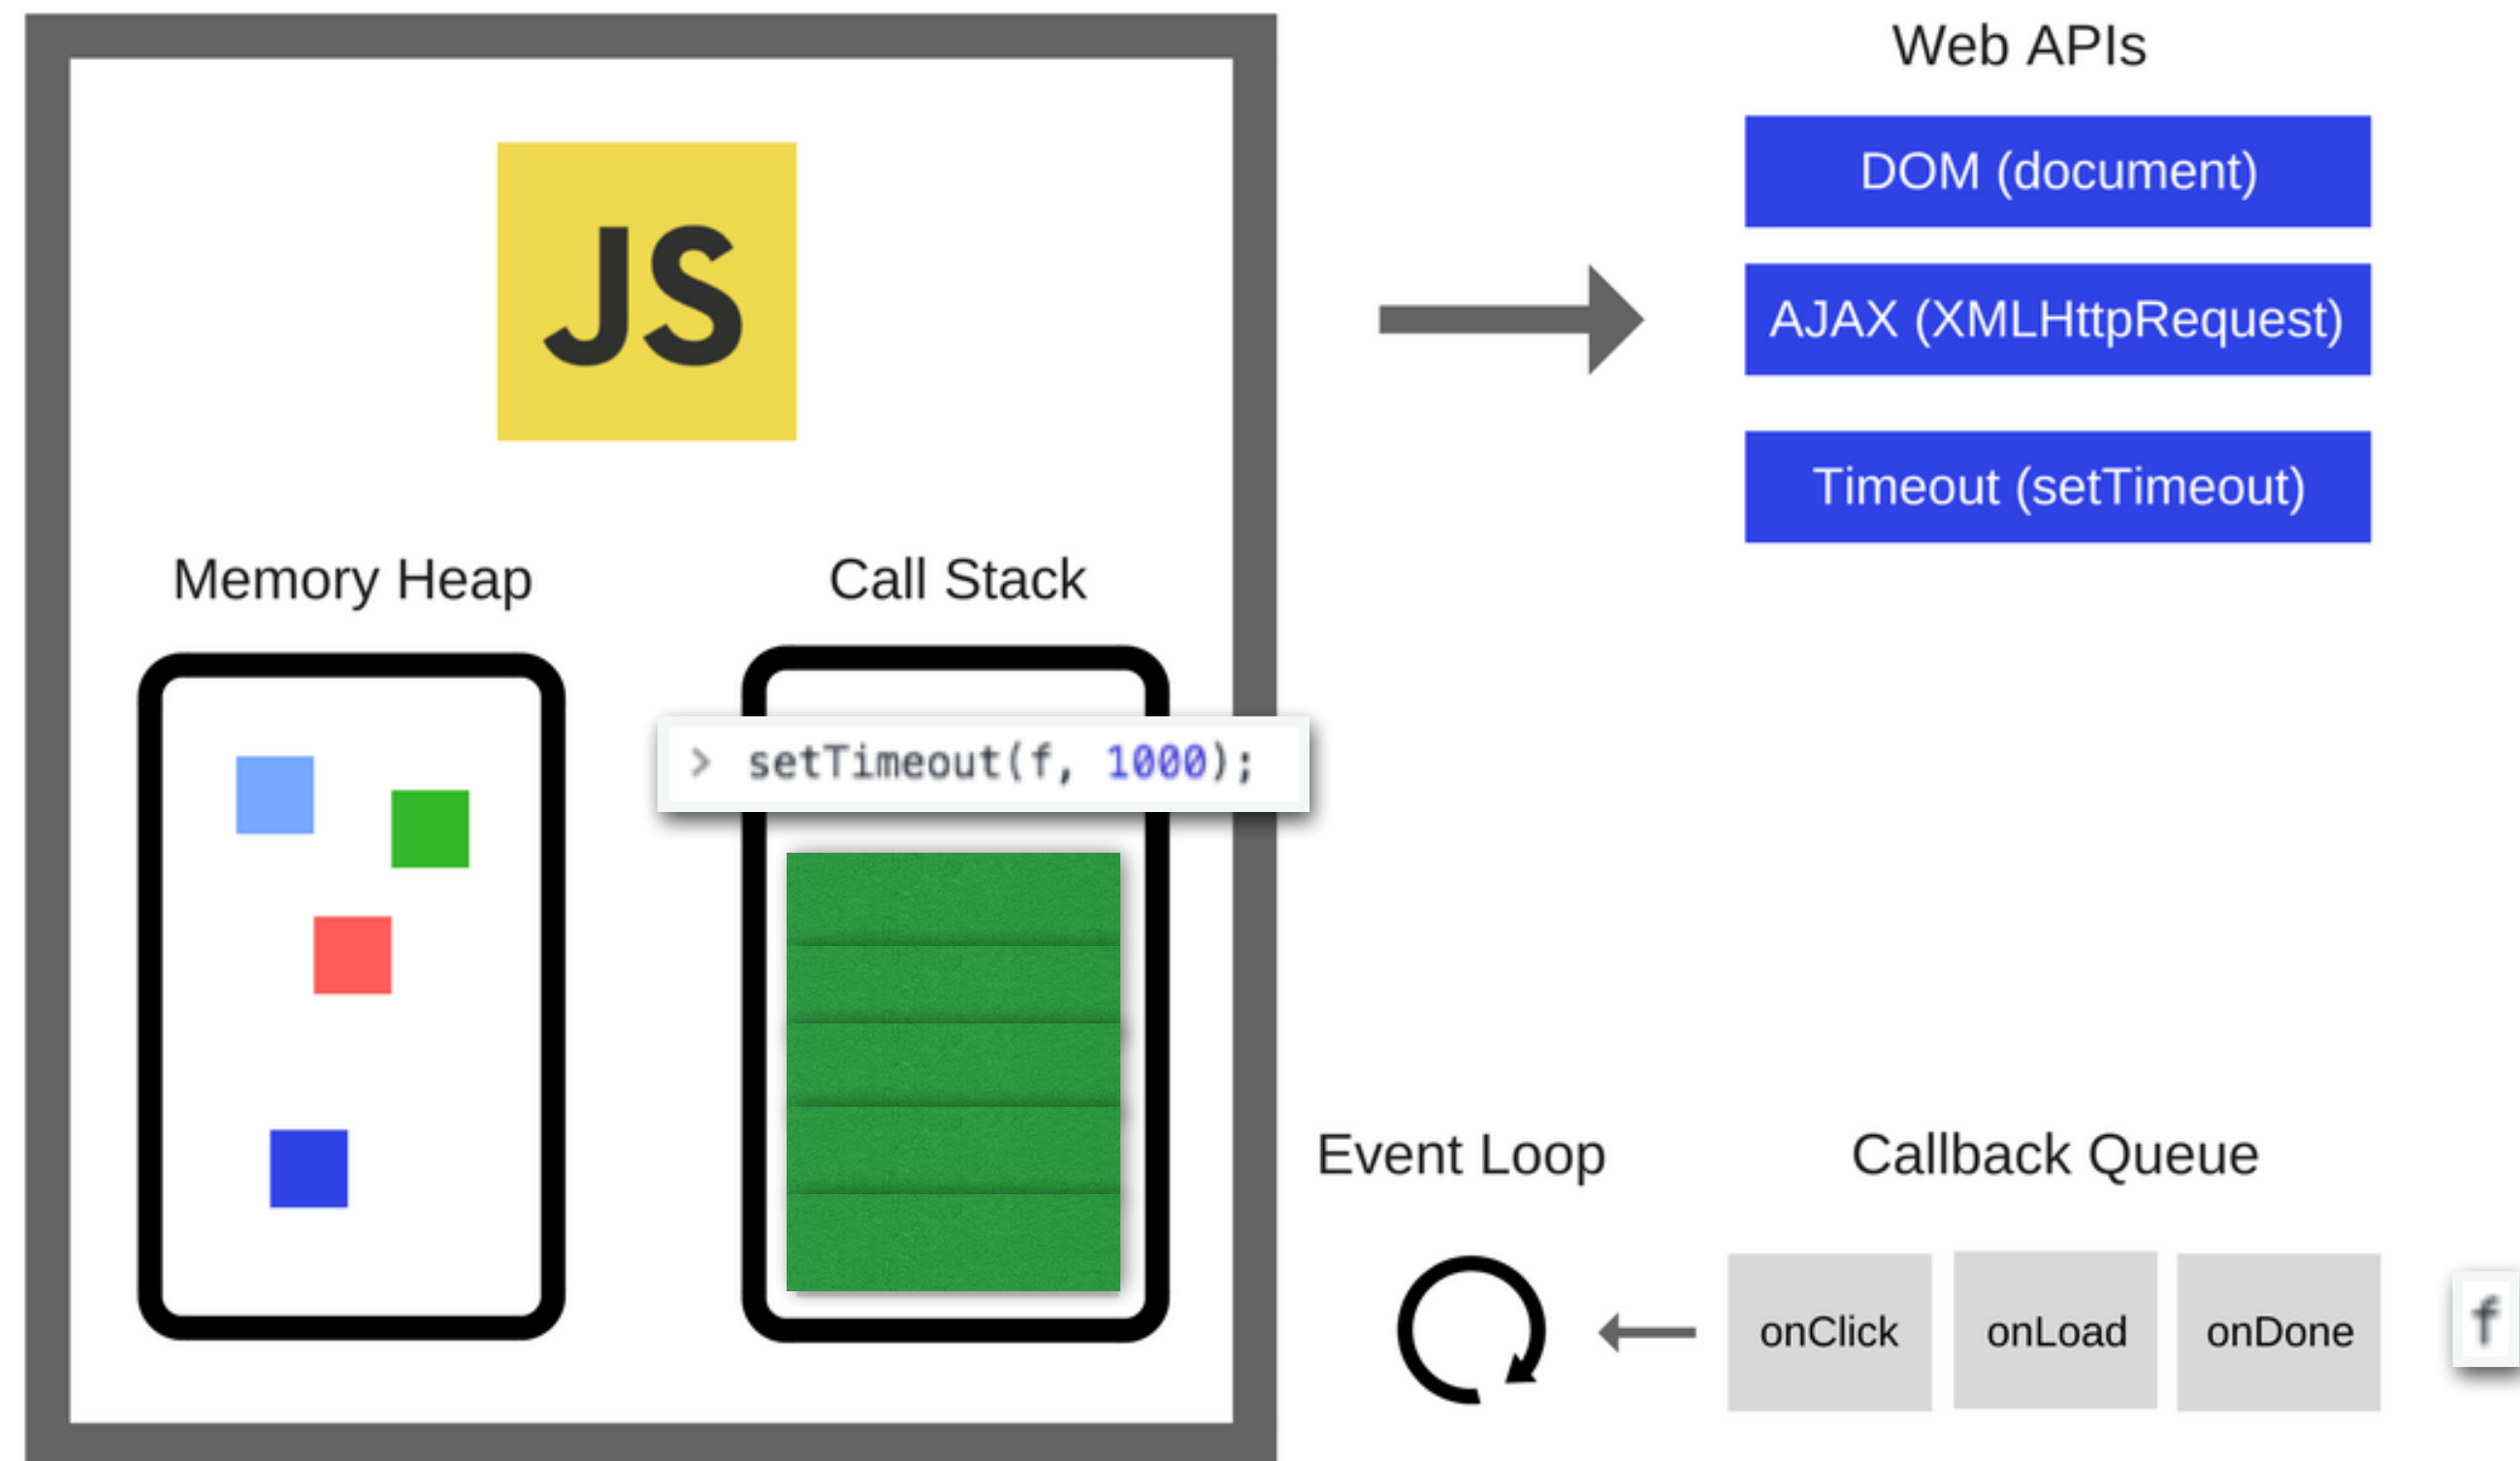 Web APIs
DOM (document)
JS
AJAX (XMLHttpRequest)
Timeout (setTimeout)
Memory Heap
Call Stack
> setTimeout(f, 1000);
Event Loop
Callback Queue
onClick
onLoad
onDone
f